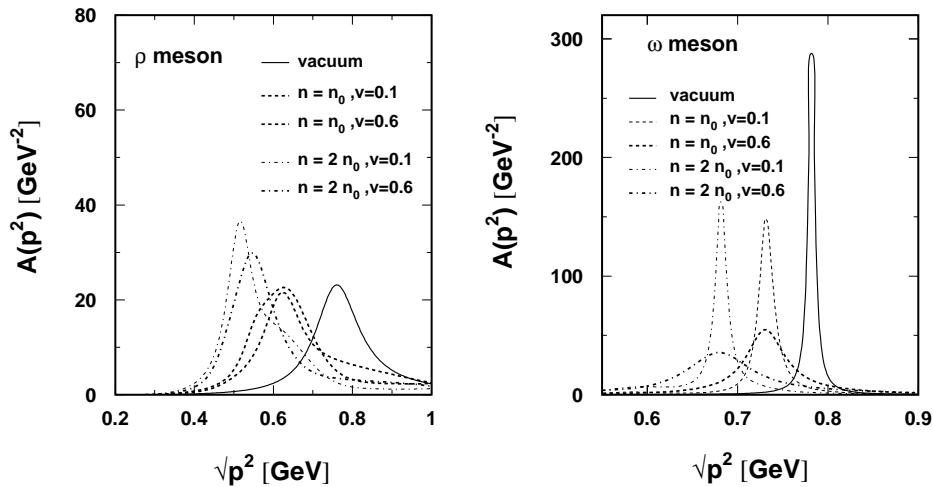 ρ meson
vacuum
n = n₀ ,v=0.1
n = n₀ ,v=0.6
n = 2 n₀ ,v=0.1
n = 2 n₀ ,v=0.6
A(p²) [GeV⁻²]
80
60
40
20
0
0.2 0.4 0.6 0.8 1
√p² [GeV]
ω meson
vacuum
n = n₀ ,v=0.1
n = n₀ ,v=0.6
n = 2 n₀ ,v=0.1
n = 2 n₀ ,v=0.6
A(p²) [GeV⁻²]
300
200
100
0
0.6 0.7 0.8 0.9
√p² [GeV]